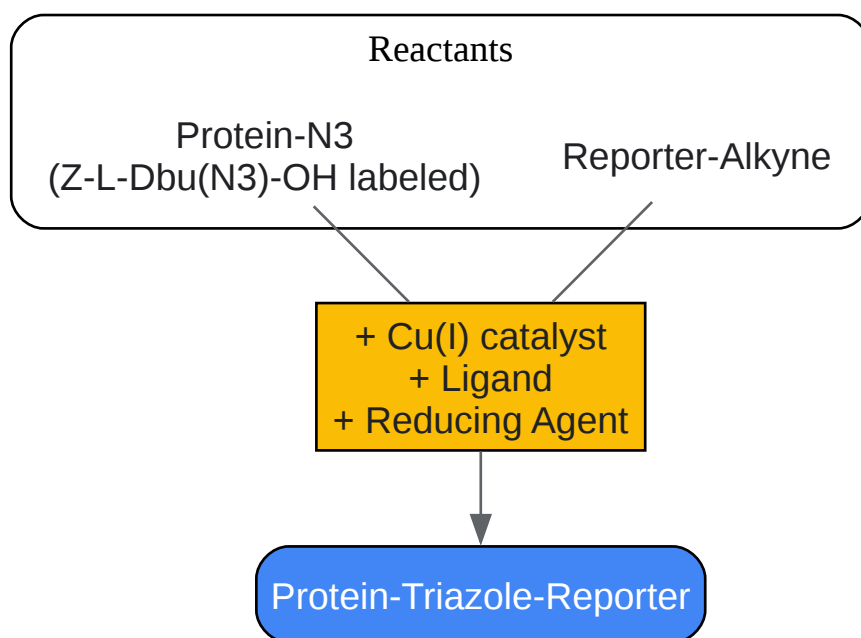 Reactants
Protein-N3
(Z-L-Dbu(N3)-OH labeled)
Reporter-Alkyne
+ Cu(I) catalyst
+ Ligand
+ Reducing Agent
Protein-Triazole-Reporter